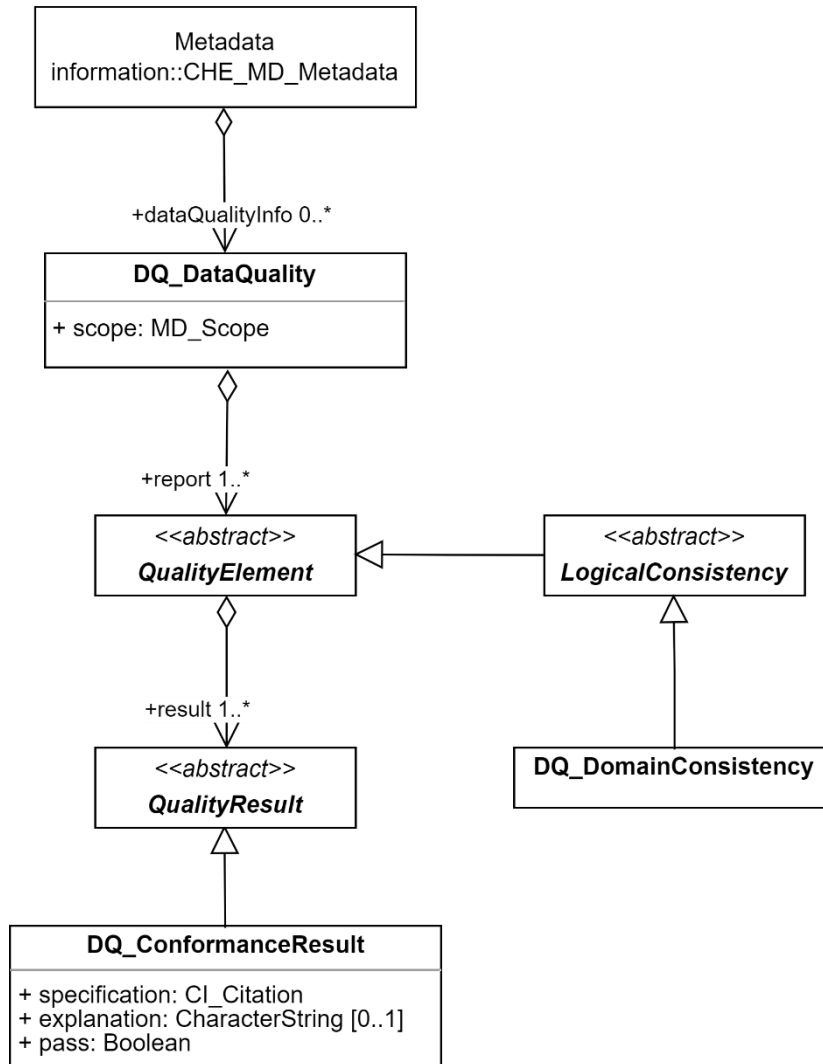 Metadata
information::CHE_MD_Metadata
+dataQualityInfo 0..*
DQ_DataQuality
+ scope: MD_Scope
+report 1..*
<<abstract>>
QualityElement
<<abstract>>
LogicalConsistency
+result 1..*
<<abstract>>
QualityResult
DQ_DomainConsistency
DQ_ConformanceResult
+ specification: CI_Citation
+ explanation: CharacterString [0..1]
+ pass: Boolean